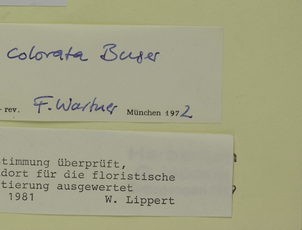 colorata Buser
rev. F. Wartner München 1972
timmung überprüft,
dort für die floristische
tierung ausgewertet
1981 W. Lippert